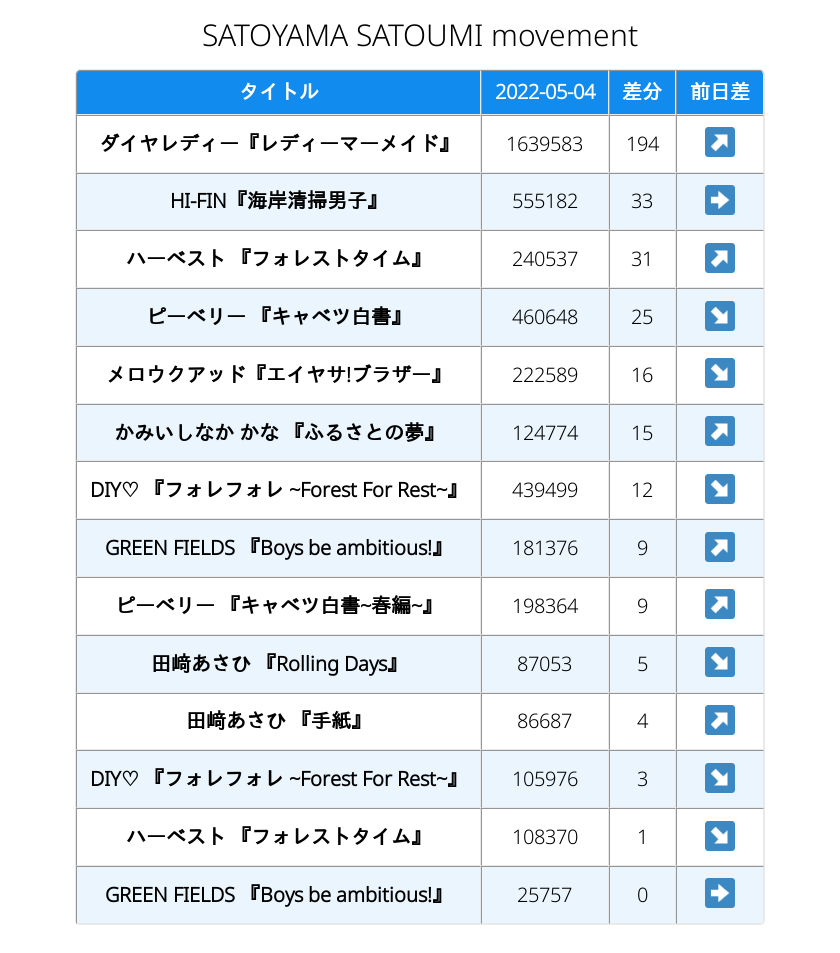 SATOYAMA SATOUMI movement
タイトル 2022-05-04 差分 前日差
ダイヤレディー『レディーマーメイド』 1639583 194 ↗
HI-FIN『海岸清掃男子』 555182 33 ➡
ハーベスト 『フォレストタイム』 240537 31 ↗
ピーベリー 『キャベツ白書』 460648 25 ↘
メロウクアッド『エイヤサ!ブラザー』 222589 16 ↘
かみいしなか かな 『ふるさとの夢』 124774 15 ↗
DIY♡ 『フォレフォレ ~Forest For Rest~』 439499 12 ↘
GREEN FIELDS 『Boys be ambitious!』 181376 9 ↗
ピーベリー 『キャベツ白書~春編~』 198364 9 ↗
田﨑あさひ 『Rolling Days』 87053 5 ↘
田﨑あさひ 『手紙』 86687 4 ↗
DIY♡ 『フォレフォレ ~Forest For Rest~』 105976 3 ↘
ハーベスト 『フォレストタイム』 108370 1 ↘
GREEN FIELDS 『Boys be ambitious!』 25757 0 ➡